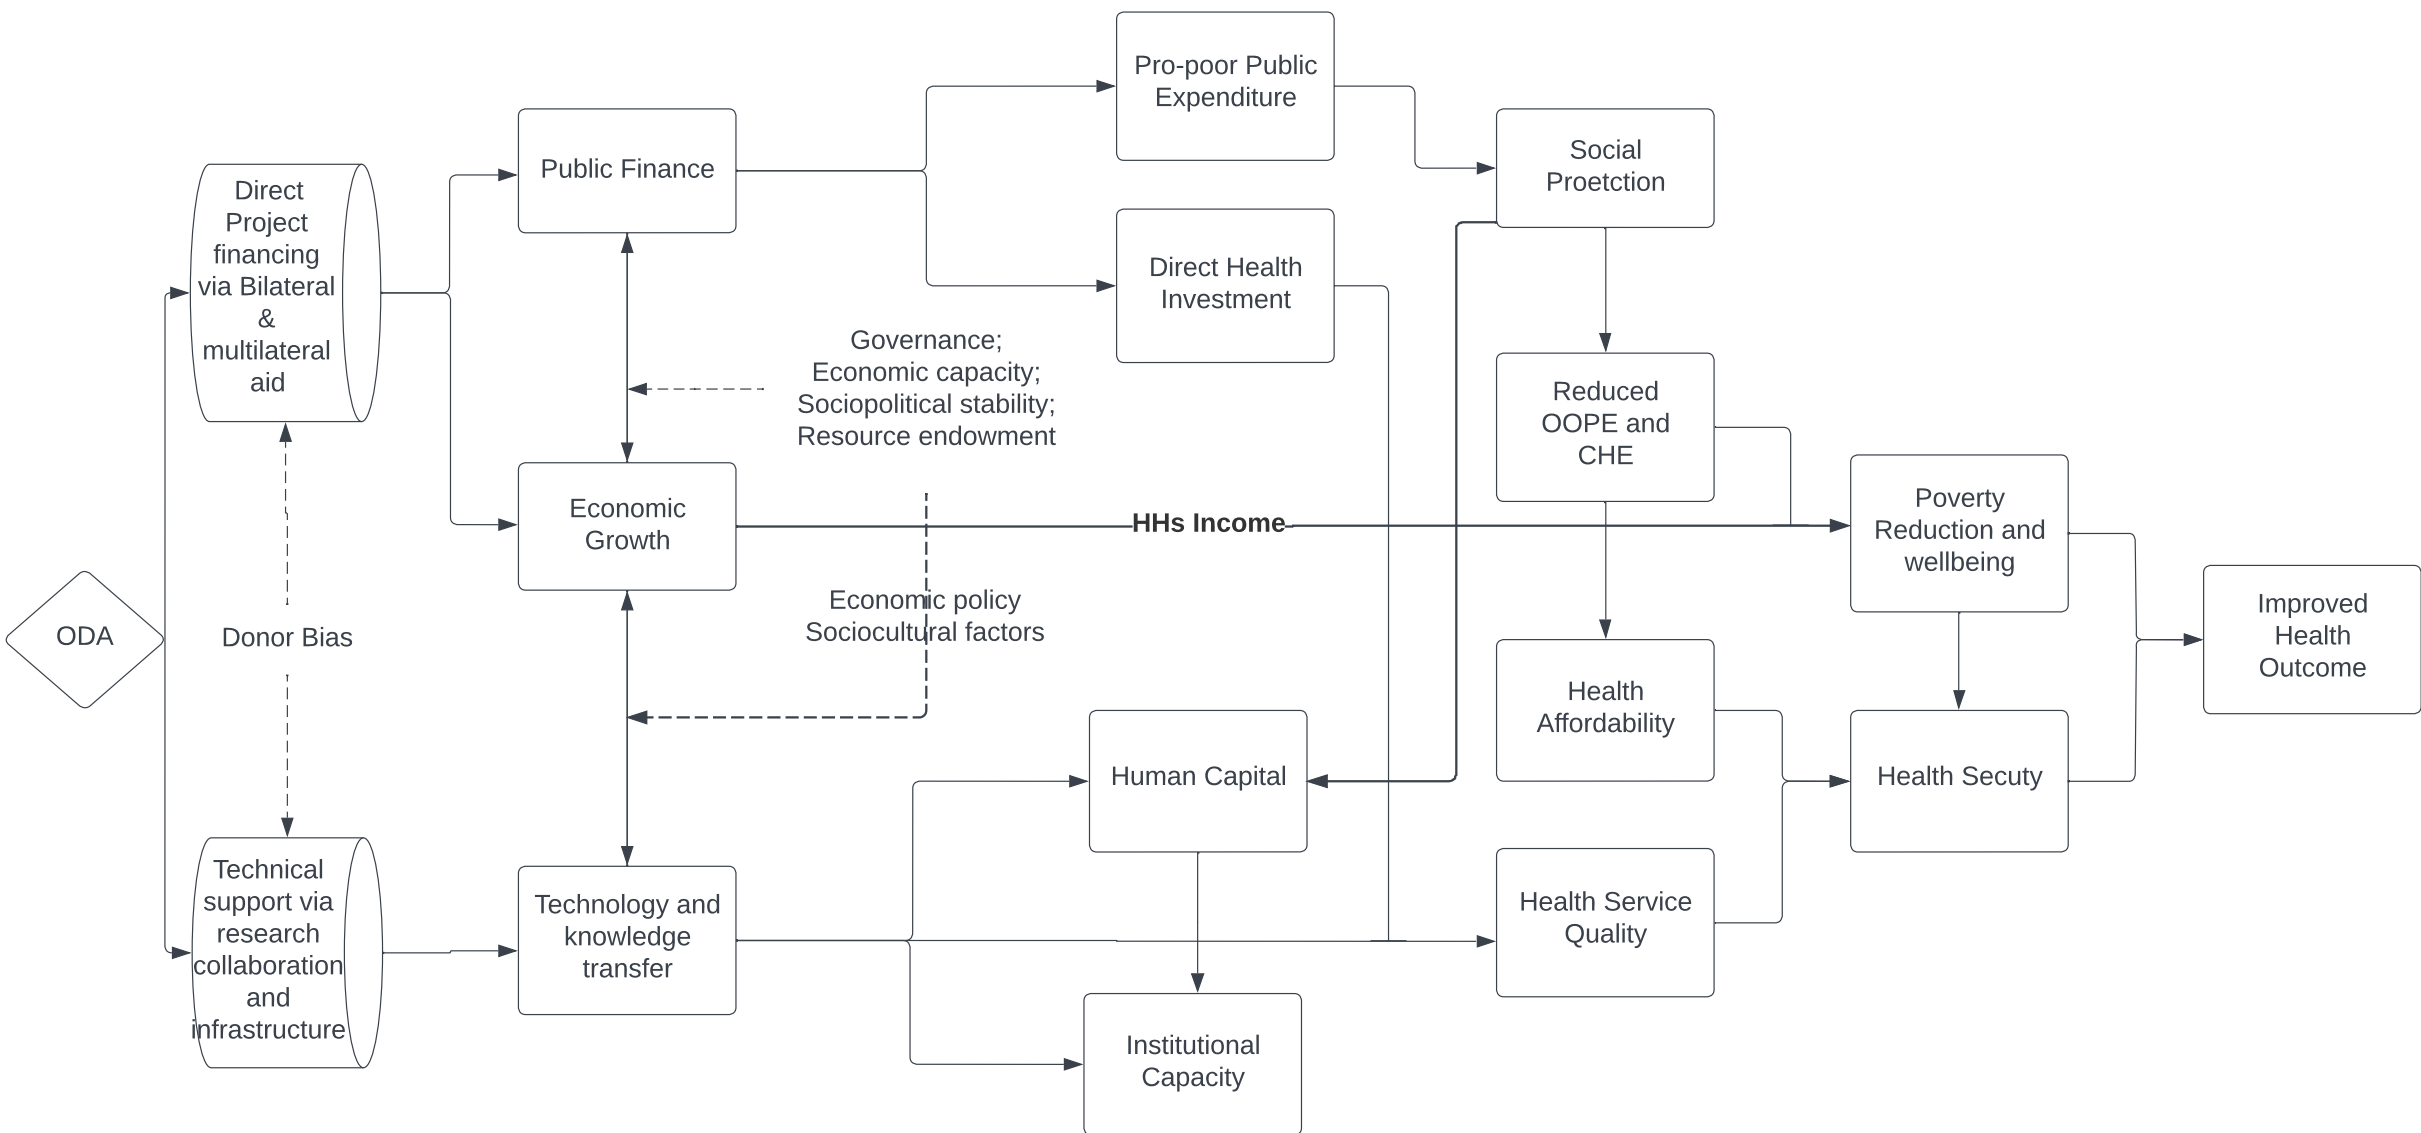 Pro-poor Public
Expenditure
Public Finance
Social
Proetction
Direct
Project
financing
via Bilateral
&
multilateral
aid
Direct Health
Investment
Governance;
Economic capacity;
Sociopolitical stability;
Resource endowment
Reduced
OOPE and
CHE
Economic
Growth
HHs Income
Poverty
Reduction and
wellbeing
ODA
Donor Bias
Economic policy
Sociocultural factors
Improved
Health
Outcome
Health
Affordability
Human Capital
Health Secuty
Technical
support via
research
collaboration
and
infrastructure
Technology and
knowledge
transfer
Health Service
Quality
Institutional
Capacity